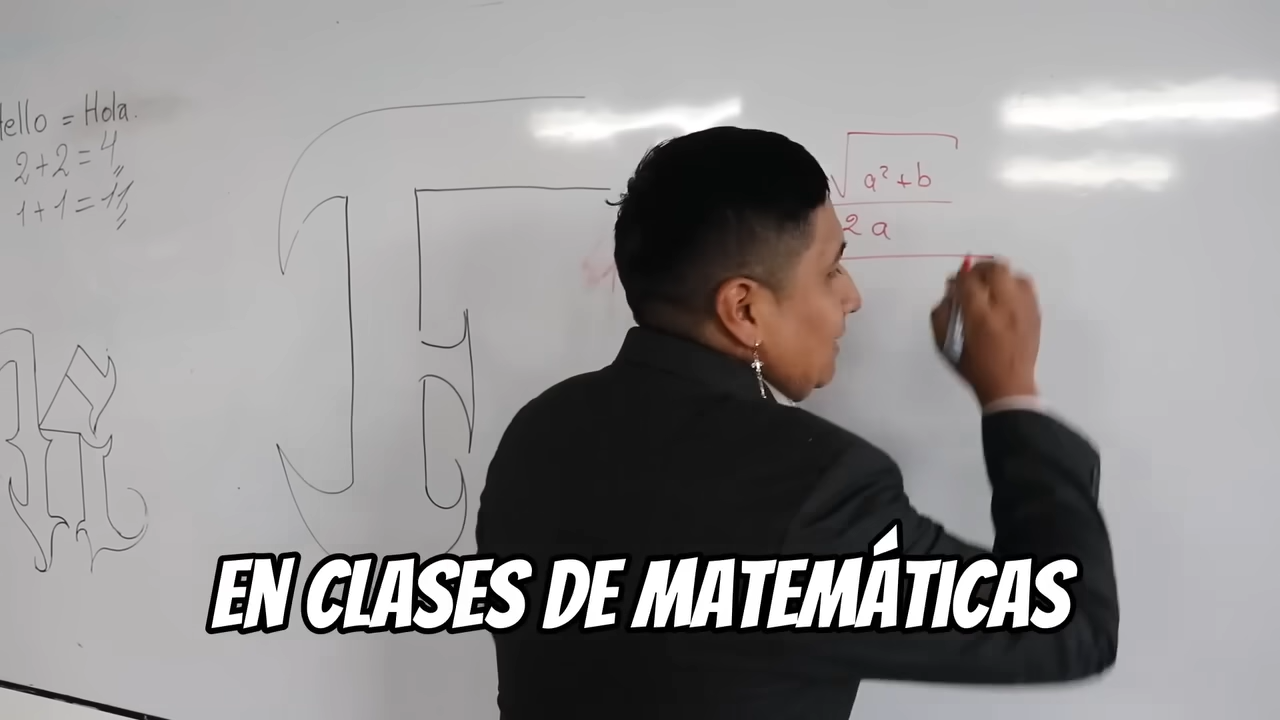 Hello = Hola.
2+2=4
1+1=11
√a²+b
2a
EN CLASES DE MATEMÁTICAS